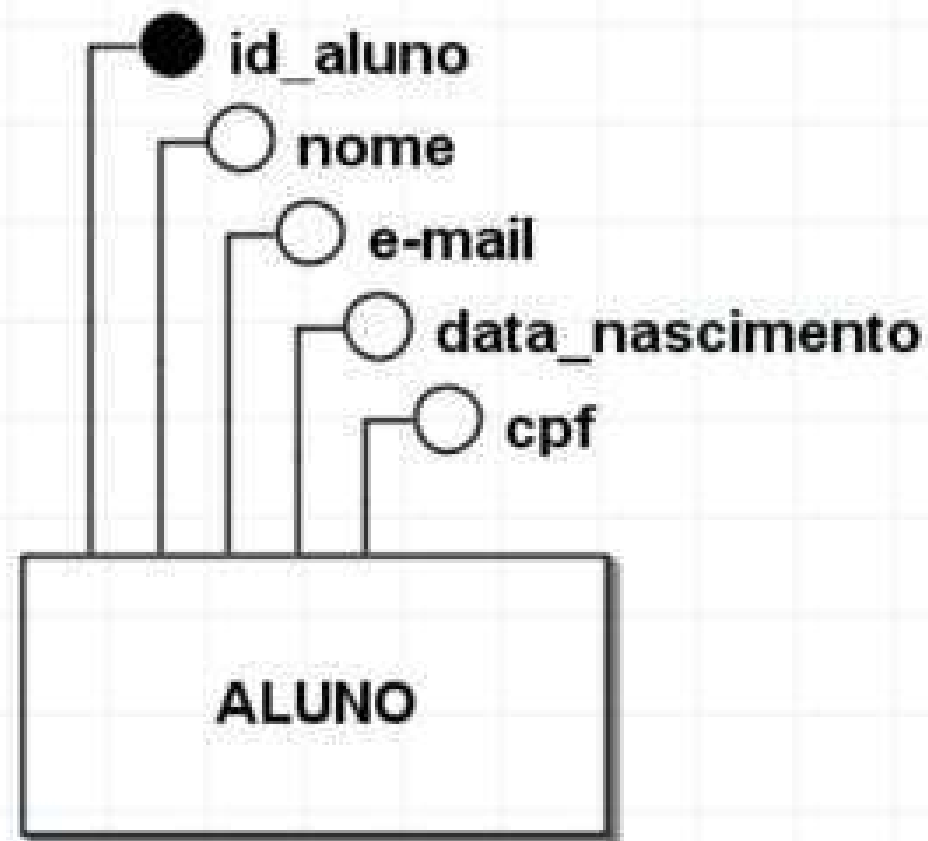 id_aluno
nome
e-mail
data_nascimento
cpf
ALUNO